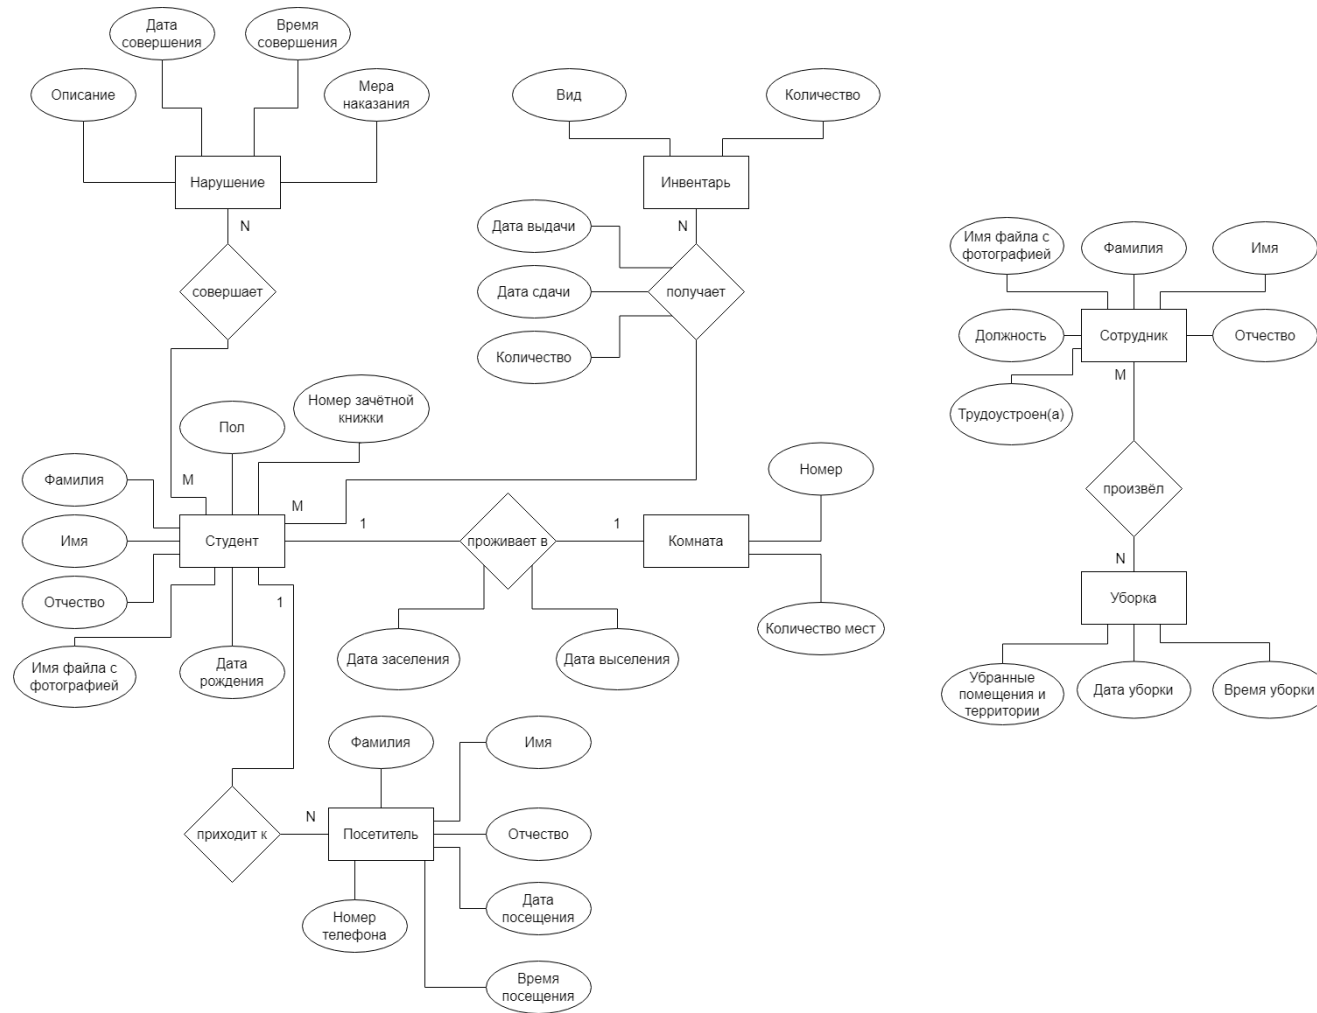 Дата
совершения
Время
совершения
Описание
Мера
наказания
Вид
Количество
Нарушение
Инвентарь
N
N
Дата выдачи
совершает
Дата сдачи
получает
Количество
Имя файла с
фотографией
Фамилия
Имя
Должность
Сотрудник
Отчество
M
Трудоустроен(а)
Номер зачётной
книжки
Пол
Фамилия
M
M
Номер
произвёл
1
1
Имя
Студент
проживает в
Комната
N
Отчество
1
Уборка
Количество мест
Имя файла с
фотографией
Дата
рождения
Дата заселения
Дата выселения
Убранные
помещения и
территории
Дата уборки
Время уборки
Фамилия
Имя
N
приходит к
Посетитель
Отчество
Номер
телефона
Дата
посещения
Время
посещения